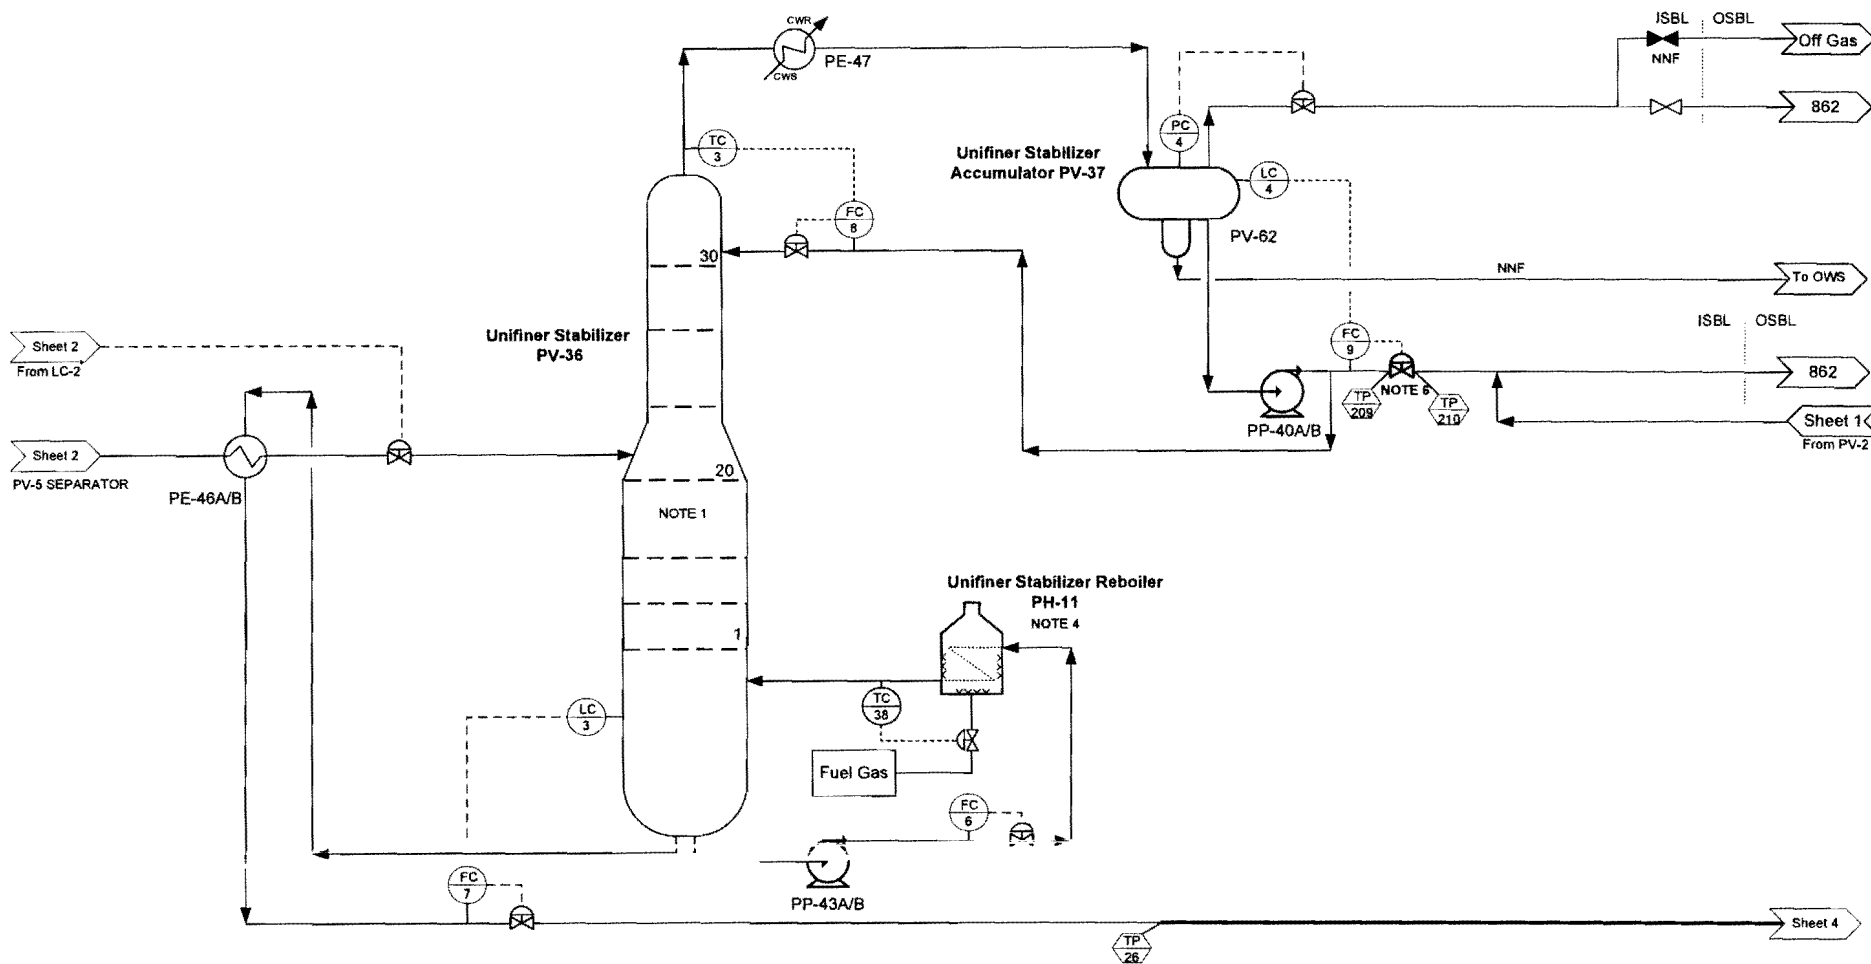 CWR
CWS
PE-47
ISBL
OSBL
Off Gas
NNF
862
PC
4
TC
3
Unifiner Stabilizer
Accumulator PV-37
LC
4
FC
8
PV-62
30
NNF
To OWS
Unifiner Stabilizer
PV-36
ISBL
OSBL
FC
9
Sheet 2
From LC-2
862
NOTE 6
TP
209
TP
210
PP-40A/B
Sheet 1
From PV-2
Sheet 2
PV-5 SEPARATOR
PE-46A/B
20
NOTE 1
Unifiner Stabilizer Reboiler
PH-11
NOTE 4
1
LC
3
TC
38
Fuel Gas
FC
6
FC
7
PP-43A/B
Sheet 4
TP
26